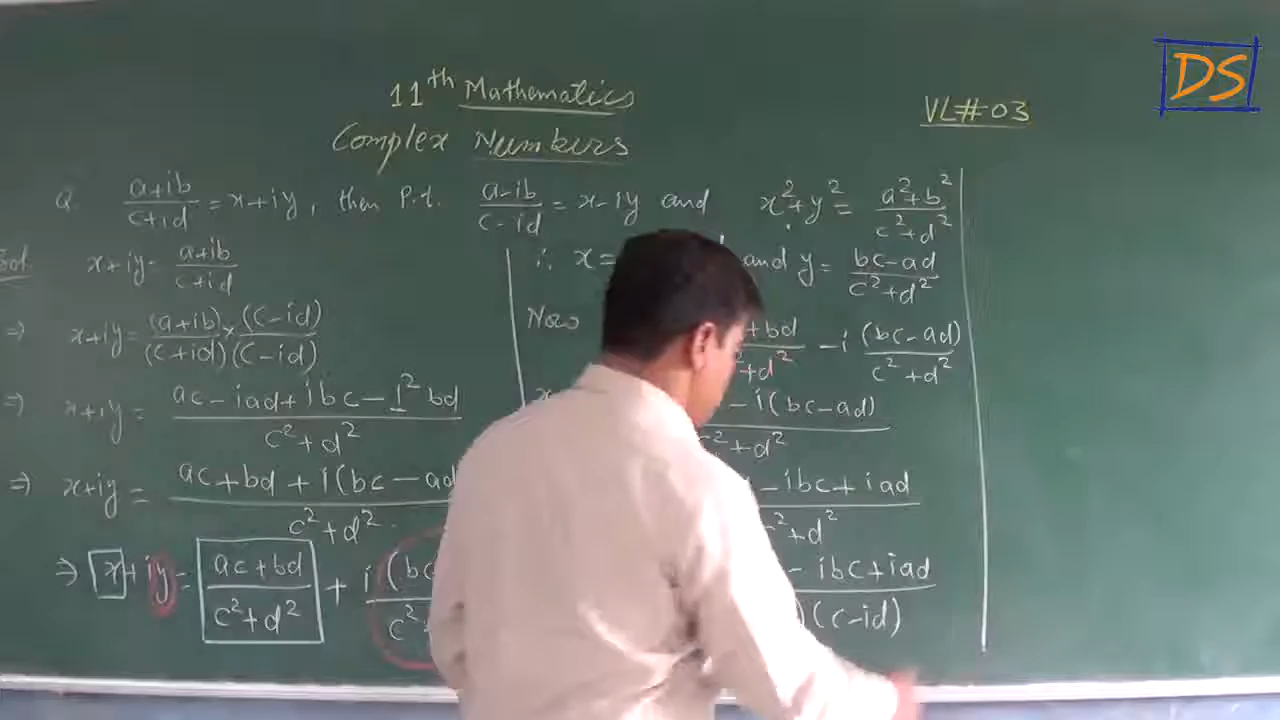 DS
11th Mathematics
VL#03
Complex Numbers
Q. (a+ib)/(c+id) = x+iy, then P.t. (a-ib)/(c-id) = x-iy and x²+y² = (a²+b²)/(c²+d²)
Sol. x+iy = (a+ib)/(c+id)
⇒ x+iy = (a+ib)/(c+id) × (c-id)/(c-id)
⇒ x+iy = (ac-iad+ibc-i²bd)/(c²+d²)
⇒ x+iy = (ac+bd+i(bc-ad)/(c²+d²)
⇒ x+iy = (ac+bd)/(c²+d²) + i (bc
c²
∴ x = and y = (bc-ad)/(c²+d²)
Now +bd / +d² - i (bc-ad)/(c²+d²)
-i(bc-ad) / c²+d²
-ibc+iad / c²+d²
-ibc+iad / )(c-id)